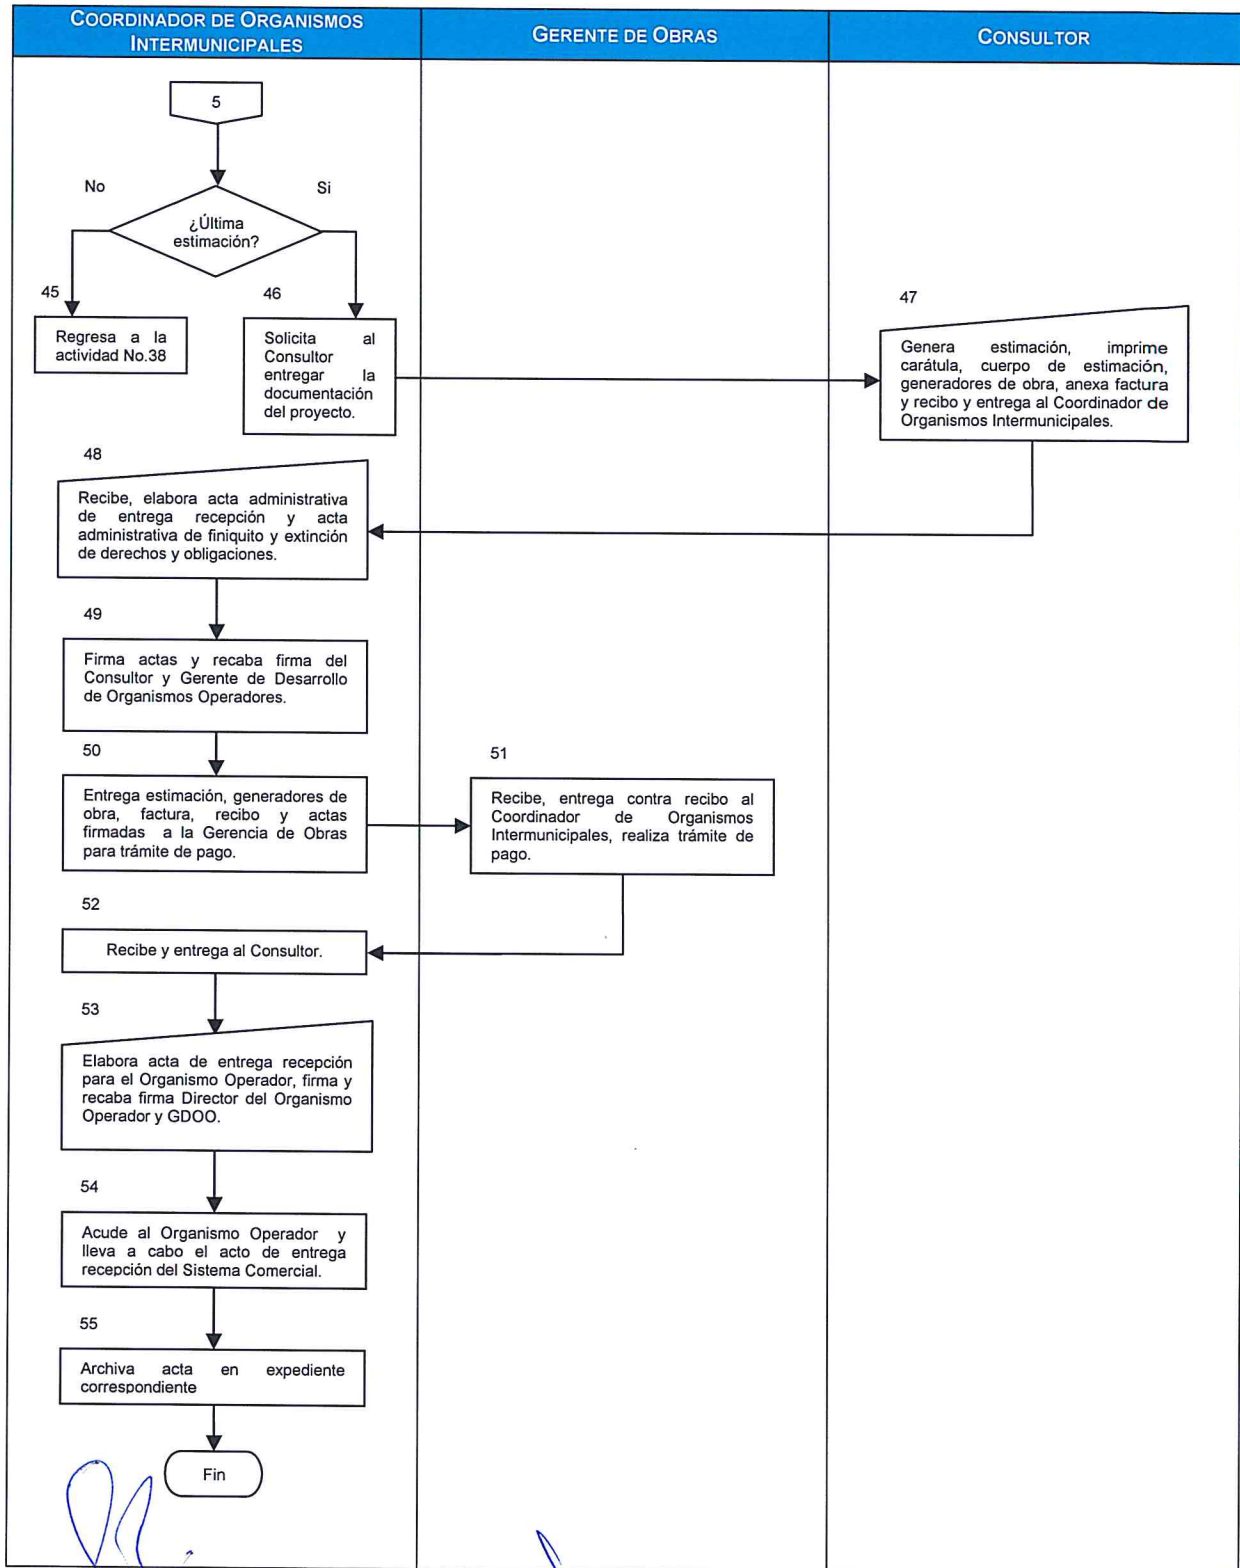 COORDINADOR DE ORGANISMOS
INTERMUNICIPALES
GERENTE DE OBRAS
CONSULTOR
5
No
Si
¿Última
estimación?
45
Regresa a la
actividad No.38
46
Solicita al
Consultor
entregar la
documentación
del proyecto.
47
Genera estimación, imprime
carátula, cuerpo de estimación,
generadores de obra, anexa factura
y recibo y entrega al Coordinador de
Organismos Intermunicipales.
48
Recibe, elabora acta administrativa
de entrega recepción y acta
administrativa de finiquito y extinción
de derechos y obligaciones.
49
Firma actas y recaba firma del
Consultor y Gerente de Desarrollo
de Organismos Operadores.
50
Entrega estimación, generadores de
obra, factura, recibo y actas
firmadas a la Gerencia de Obras
para trámite de pago.
51
Recibe, entrega contra recibo al
Coordinador de Organismos
Intermunicipales, realiza trámite de
pago.
52
Recibe y entrega al Consultor.
53
Elabora acta de entrega recepción
para el Organismo Operador, firma y
recaba firma Director del Organismo
Operador y GDOO.
54
Acude al Organismo Operador y
lleva a cabo el acto de entrega
recepción del Sistema Comercial.
55
Archiva acta en expediente
correspondiente
Fin